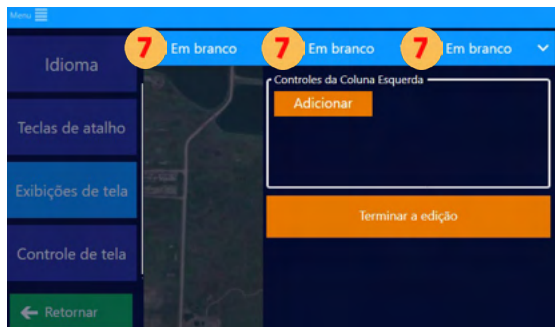 Menu
7 Em branco 7 Em branco 7 Em branco
Idioma
Controles da Coluna Esquerda
Adicionar
Teclas de atalho
Exibições de tela
Terminar a edição
Controle de tela
Retornar